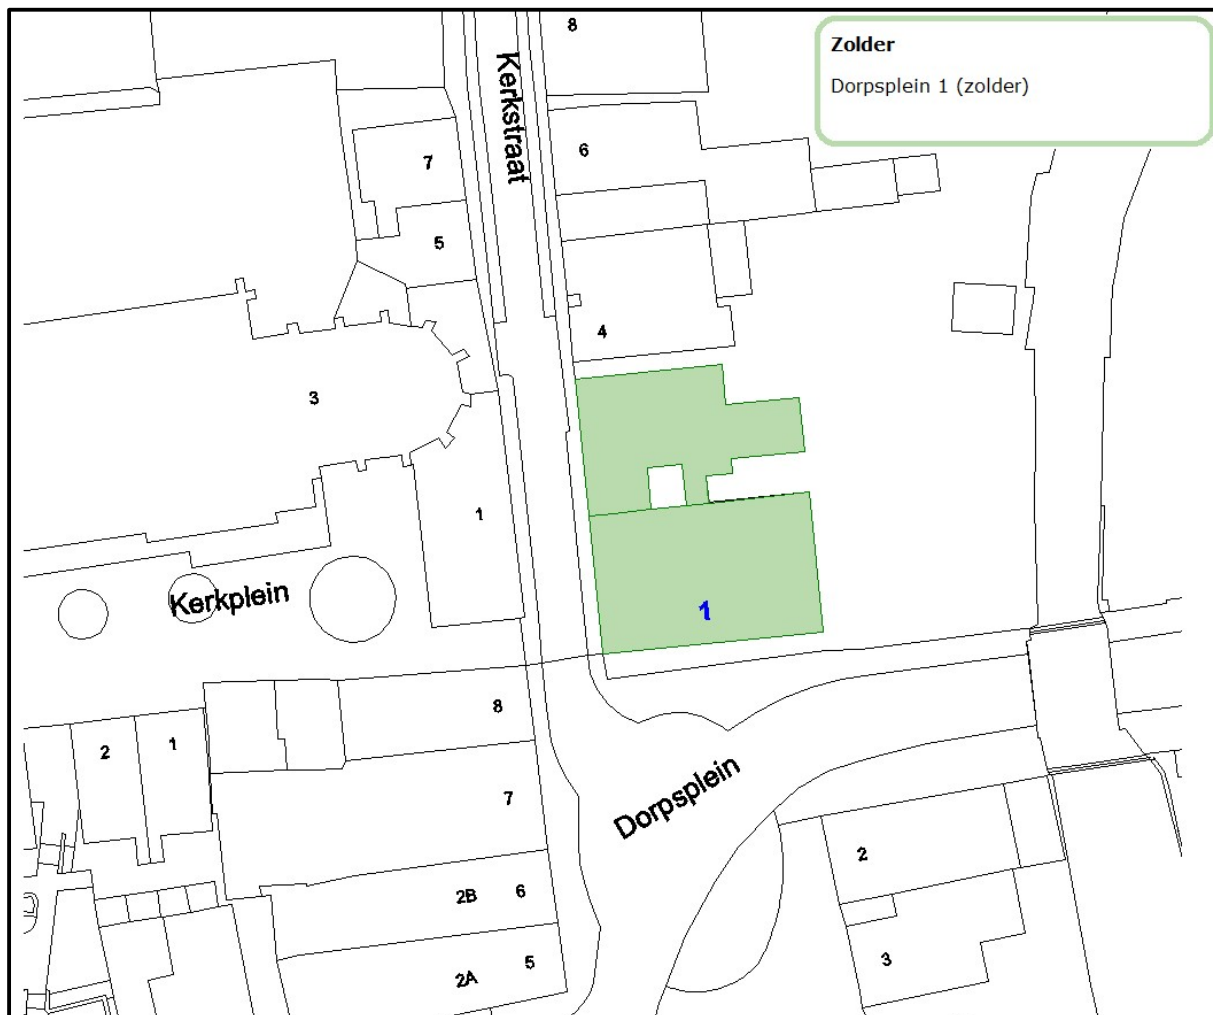 Zolder
Dorpsplein 1 (zolder)
8
Kerkstraat
6
7
5
4
3
1
1
Kerkplein
8
2
1
7
Dorpsplein
2
2B
6
3
5
2A